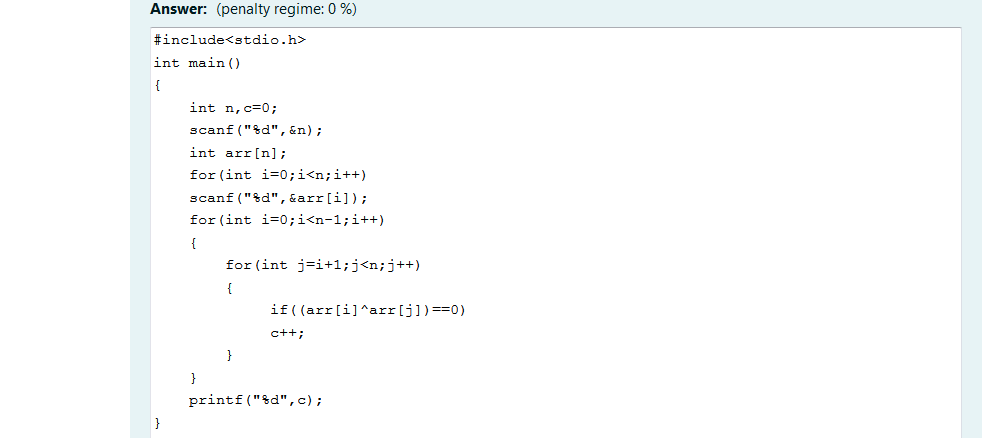 Answer: (penalty regime: 0 %)
#include<stdio.h>
int main()
{
    int n,c=0;
    scanf("%d",&n);
    int arr[n];
    for(int i=0;i<n;i++)
    scanf("%d",&arr[i]);
    for(int i=0;i<n-1;i++)
    {
        for(int j=i+1;j<n;j++)
        {
             if((arr[i]^arr[j])==0)
             c++;
        }
    }
    printf("%d",c);
}